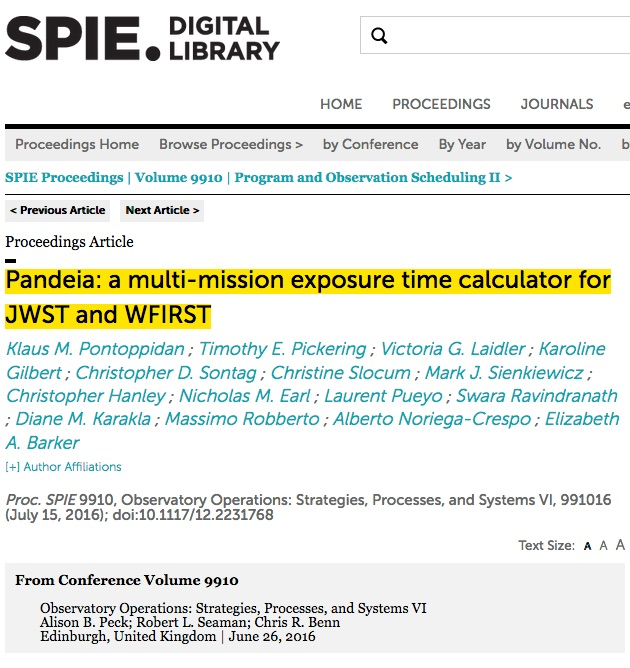 SPIE. DIGITAL LIBRARY
HOME PROCEEDINGS JOURNALS e
Proceedings Home Browse Proceedings > by Conference By Year by Volume No. b
SPIE Proceedings | Volume 9910 | Program and Observation Scheduling II >
< Previous Article Next Article >
Proceedings Article
Pandeia: a multi-mission exposure time calculator for
JWST and WFIRST
Klaus M. Pontoppidan ; Timothy E. Pickering ; Victoria G. Laidler ; Karoline
Gilbert ; Christopher D. Sontag ; Christine Slocum ; Mark J. Sienkiewicz ;
Christopher Hanley ; Nicholas M. Earl ; Laurent Pueyo ; Swara Ravindranath
; Diane M. Karakla ; Massimo Robberto ; Alberto Noriega-Crespo ; Elizabeth
A. Barker
[+] Author Affiliations
Proc. SPIE 9910, Observatory Operations: Strategies, Processes, and Systems VI, 991016
(July 15, 2016); doi:10.1117/12.2231768
Text Size: A A A
From Conference Volume 9910
Observatory Operations: Strategies, Processes, and Systems VI
Alison B. Peck; Robert L. Seaman; Chris R. Benn
Edinburgh, United Kingdom | June 26, 2016